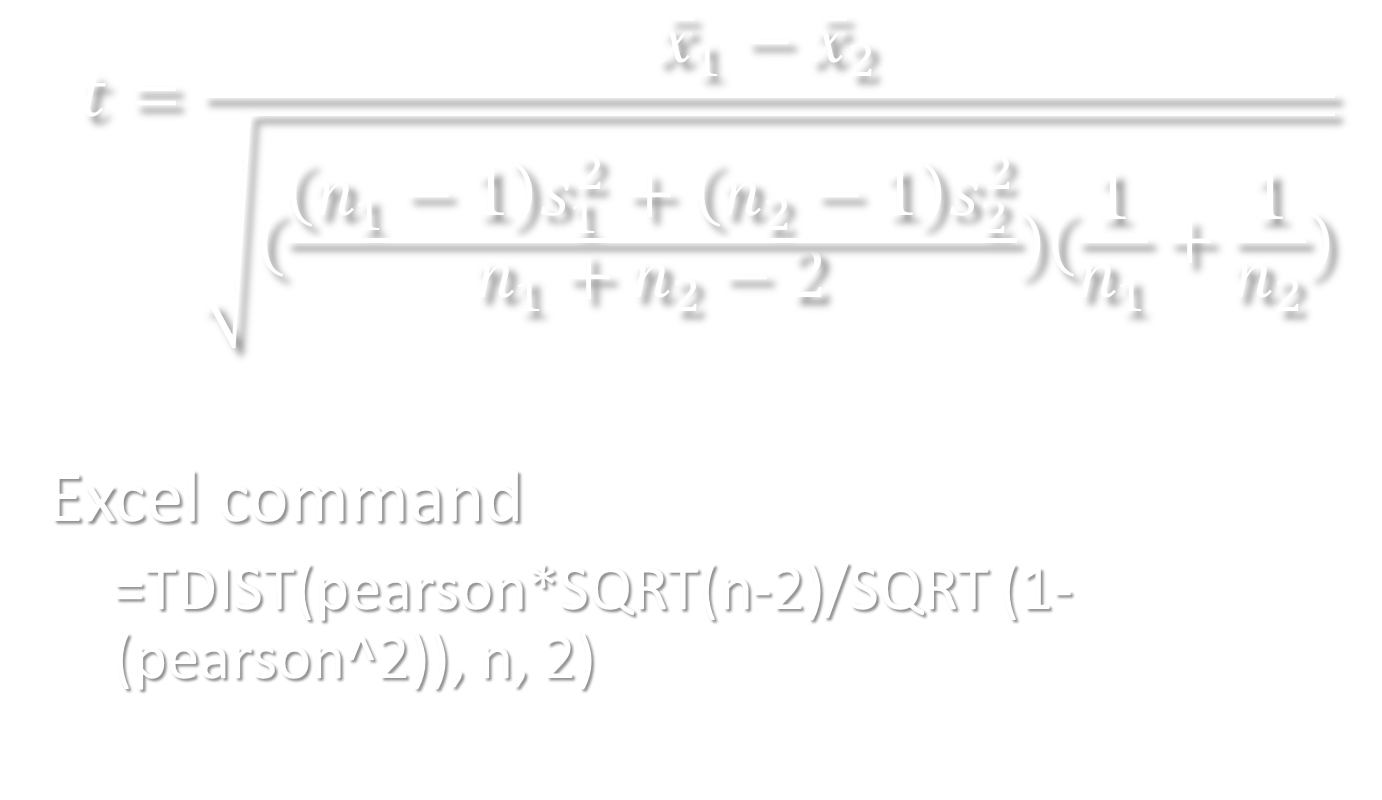 t = (x̄₁ − x̄₂) / √(((n₁ − 1)s₁² + (n₂ − 1)s₂²) / (n₁ + n₂ − 2))(1/n₁ + 1/n₂)
Excel command
=TDIST(pearson*SQRT(n-2)/SQRT (1-
(pearson^2)), n, 2)